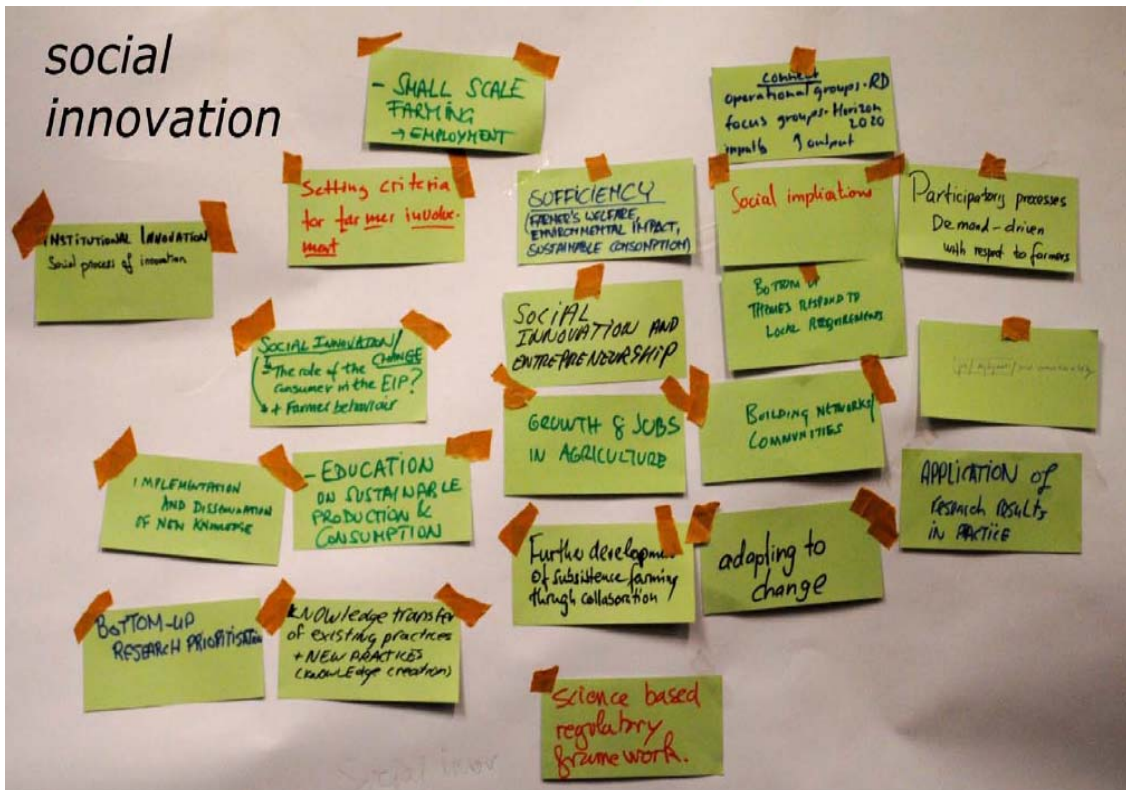 social
innovation
- SMALL SCALE
FARMING
→ EMPLOYMENT
connect
operational groups · RD
focus groups · Horizon
2020
inputs ↑ output
Setting criteria
for farmer involve-
ment
SUFFICIENCY
(FARMER'S WELFARE,
ENVIRONMENTAL IMPACT,
SUSTAINABLE CONSUMPTION)
Social implications
Participatory processes
Demand-driven
with respect to farmers
INSTITUTIONAL INNOVATION
Social process of innovation
SOCIAL INNOVATION/
CHANGE
- The role of the
consumer in the EIP?
+ Farmer behaviour
SOCIAL
INNOVATION AND
ENTREPRENEURSHIP
BOTTOM UP
THEMES RESPOND TO
LOCAL REQUIREMENTS
GROWTH & JOBS
IN AGRICULTURE
BUILDING NETWORKS/
COMMUNITIES
IMPLEMENTATION
AND DISSEMINATION
OF NEW KNOWLEDGE
- EDUCATION
ON SUSTAINABLE
PRODUCTION &
CONSUMPTION
APPLICATION OF
RESEARCH RESULTS
IN PRACTICE
Further developmen
of subsistence farming
through collaboration
adapting to
change
BOTTOM-UP
RESEARCH PRIORITISATION
KNOWLEDGE transfer
of existing practices
+ NEW PRACTICES
(KNOWLEDGE CREATION)
Science based
regulatory
framework.